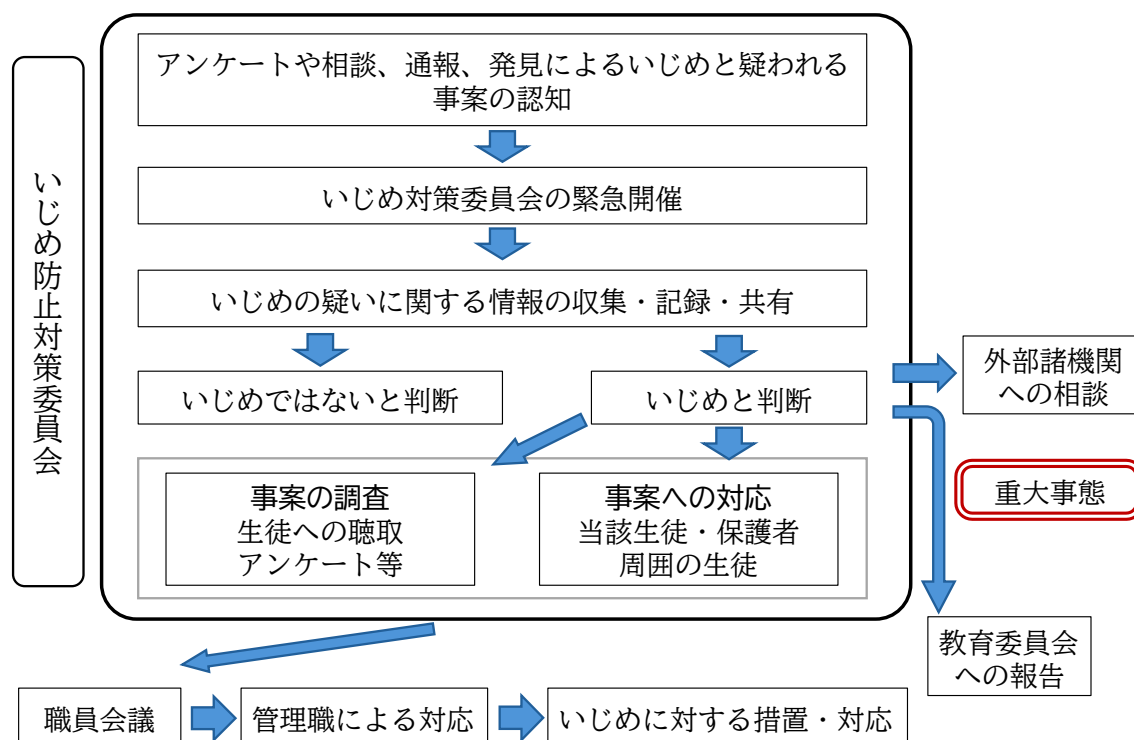 いじめ防止対策委員会
アンケートや相談、通報、発見によるいじめと疑われる
事案の認知
いじめ対策委員会の緊急開催
いじめの疑いに関する情報の収集・記録・共有
いじめではないと判断
いじめと判断
外部諸機関
への相談
事案の調査
生徒への聴取
アンケート等
事案への対応
当該生徒・保護者
周囲の生徒
重大事態
教育委員会
への報告
職員会議
管理職による対応
いじめに対する措置・対応